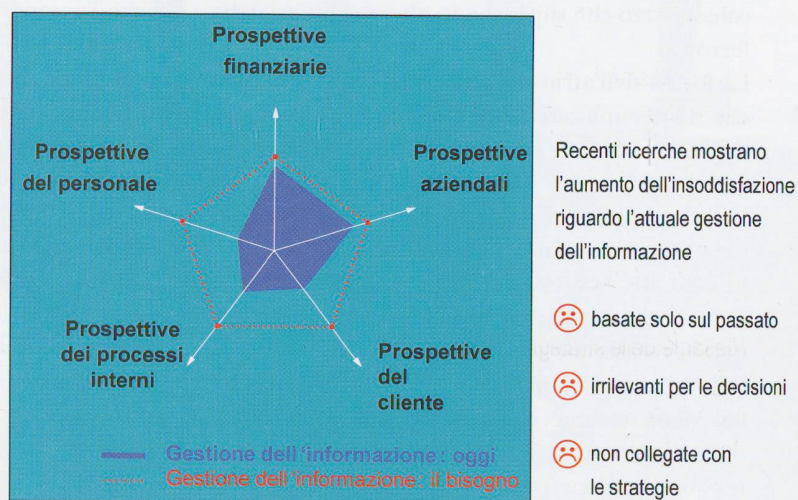 Prospettive
finanziarie
Prospettive
del personale
Prospettive
aziendali
Prospettive
dei processi
interni
Prospettive
del
cliente
Gestione dell'informazione: oggi
Gestione dell'informazione: il bisogno
Recenti ricerche mostrano
l'aumento dell'insoddisfazione
riguardo l'attuale gestione
dell'informazione
basate solo sul passato
irrilevanti per le decisioni
non collegate con
le strategie